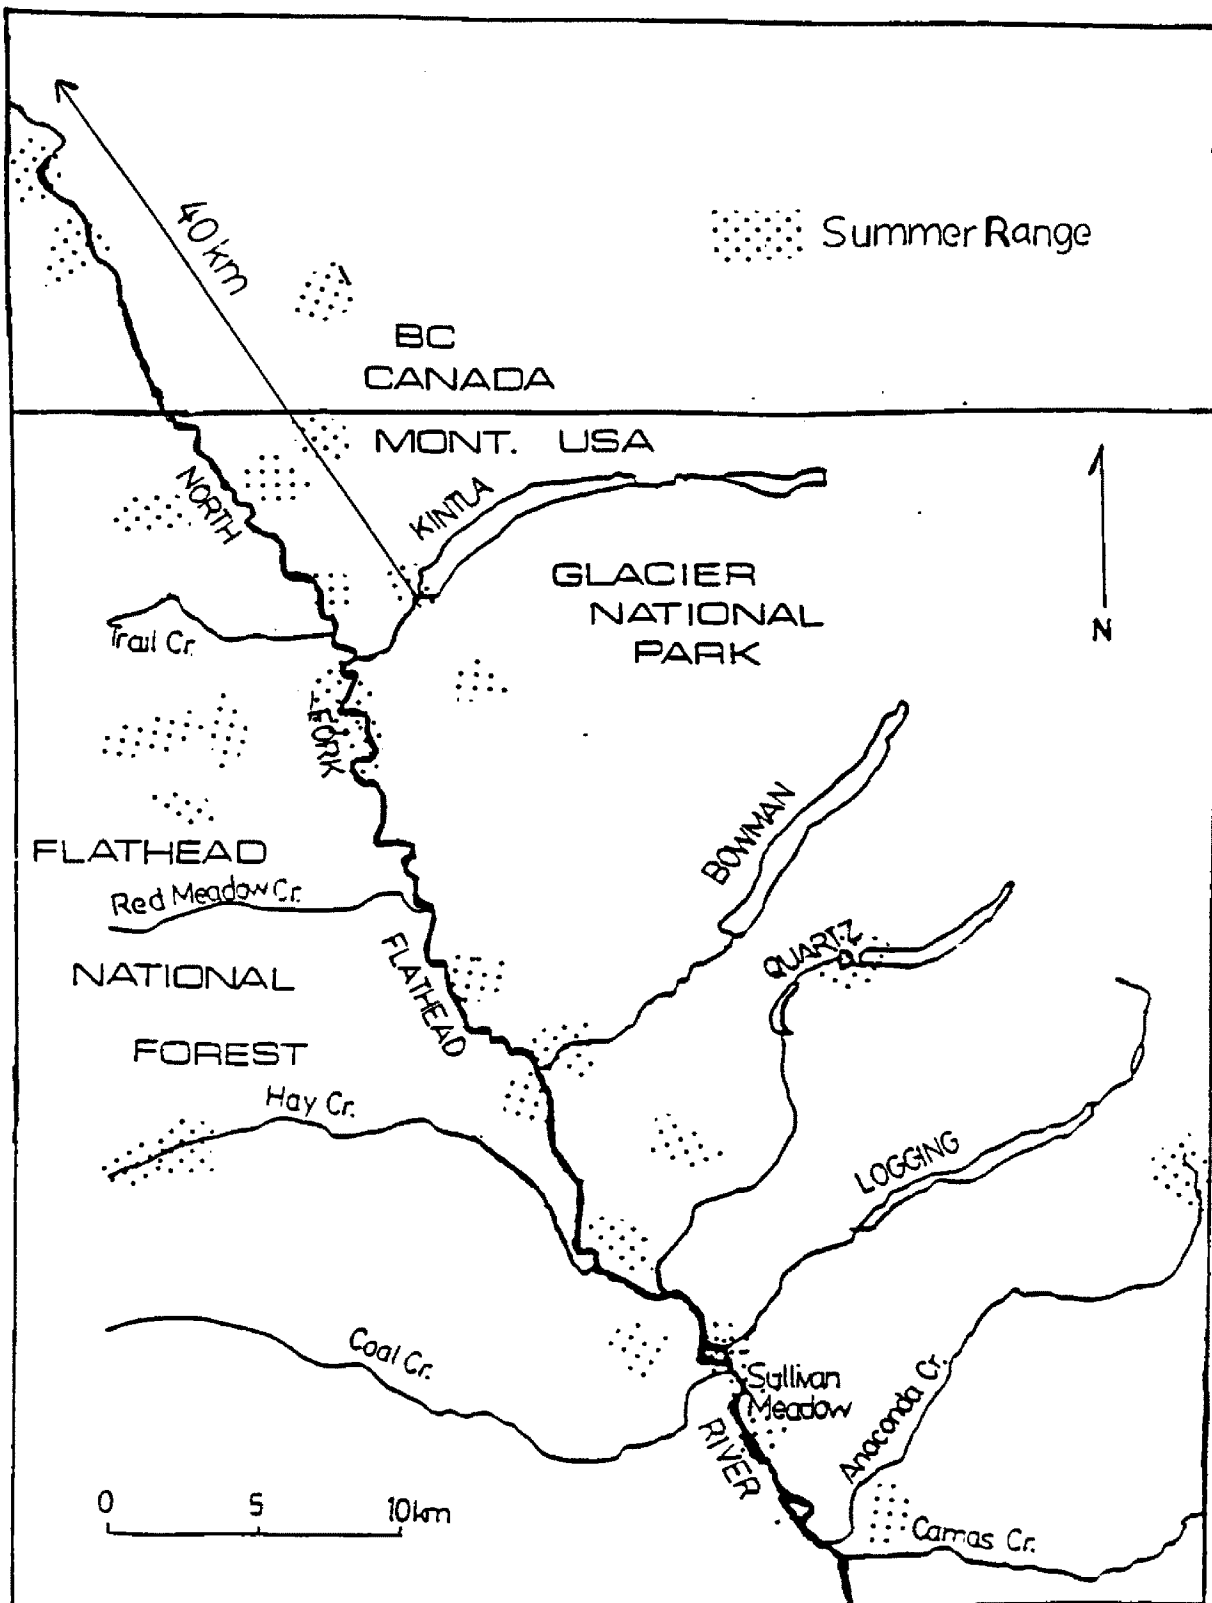 40km
Summer Range
BC
CANADA
MONT. USA
NORTH
KINTLA
GLACIER
NATIONAL
PARK
N
Trail Cr.
FORK
BOWMAN
FLATHEAD
Red Meadow Cr.
QUARTZ
FLATHEAD
NATIONAL
FOREST
Hay Cr.
LOGGING
Coal Cr.
Sullivan
Meadow
Anaconda Cr.
RIVER
0 5 10km
Camas Cr.